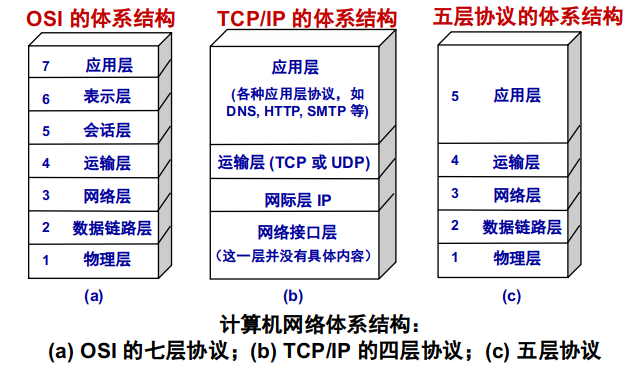 OSI 的体系结构
7 应用层
6 表示层
5 会话层
4 运输层
3 网络层
2 数据链路层
1 物理层
(a)
TCP/IP 的体系结构
应用层
(各种应用层协议，如
DNS, HTTP, SMTP 等)
运输层 (TCP 或 UDP)
网际层 IP
网络接口层
（这一层并没有具体内容）
(b)
五层协议的体系结构
5 应用层
4 运输层
3 网络层
2 数据链路层
1 物理层
(c)
计算机网络体系结构：
(a) OSI 的七层协议；(b) TCP/IP 的四层协议；(c) 五层协议